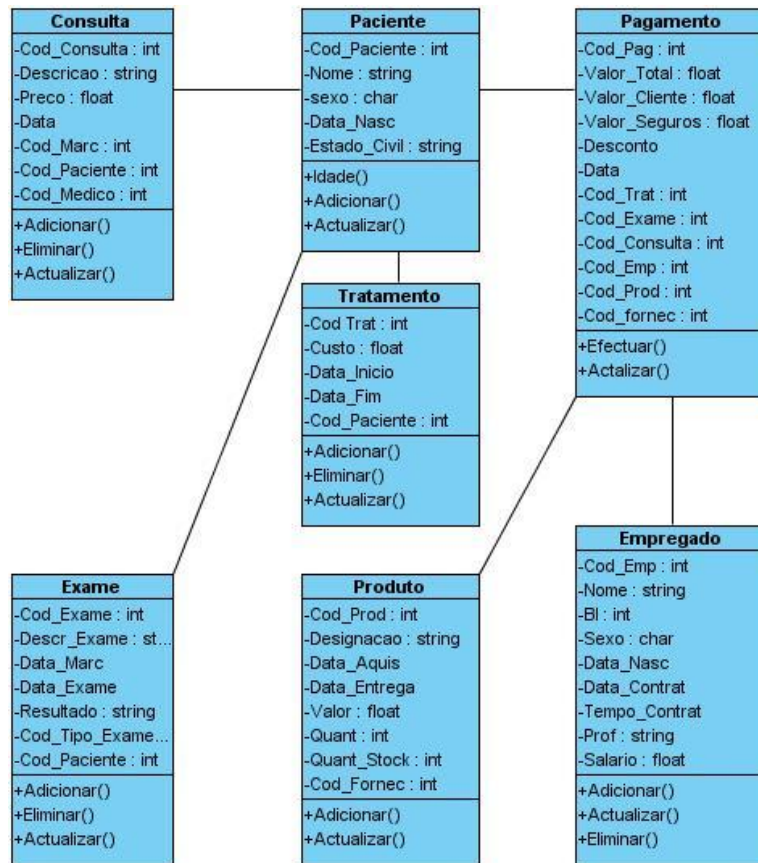 Consulta
-Cod_Consulta : int
-Descricao : string
-Preco : float
-Data
-Cod_Marc : int
-Cod_Paciente : int
-Cod_Medico : int
+Adicionar()
+Eliminar()
+Actualizar()
Paciente
-Cod_Paciente : int
-Nome : string
-sexo : char
-Data_Nasc
-Estado_Civil : string
+Idade()
+Adicionar()
+Actualizar()
Pagamento
-Cod_Pag : int
-Valor_Total : float
-Valor_Cliente : float
-Valor_Seguros : float
-Desconto
-Data
-Cod_Trat : int
-Cod_Exame : int
-Cod_Consulta : int
-Cod_Emp : int
-Cod_Prod : int
-Cod_fornec : int
+Efectuar()
+Actalizar()
Tratamento
-Cod Trat : int
-Custo : float
-Data_Inicio
-Data_Fim
-Cod_Paciente : int
+Adicionar()
+Eliminar()
+Actualizar()
Exame
-Cod_Exame : int
-Descr_Exame : st...
-Data_Marc
-Data_Exame
-Resultado : string
-Cod_Tipo_Exame...
-Cod_Paciente : int
+Adicionar()
+Eliminar()
+Actualizar()
Produto
-Cod_Prod : int
-Designacao : string
-Data_Aquis
-Data_Entrega
-Valor : float
-Quant : int
-Quant_Stock : int
-Cod_Fornec : int
+Adicionar()
+Actualizar()
Empregado
-Cod_Emp : int
-Nome : string
-BI : int
-Sexo : char
-Data_Nasc
-Data_Contrat
-Tempo_Contrat
-Prof : string
-Salario : float
+Adicionar()
+Actualizar()
+Eliminar()